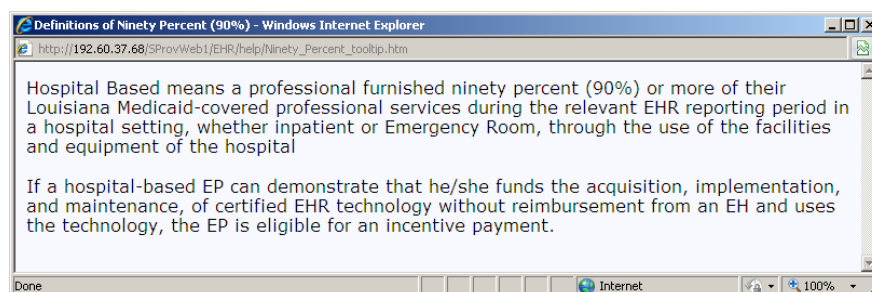 Definitions of Ninety Percent (90%) - Windows Internet Explorer
http://192.60.37.68/SProvWeb1/EHR/help/Ninety_Percent_tooltip.htm
Hospital Based means a professional furnished ninety percent (90%) or more of their
Louisiana Medicaid-covered professional services during the relevant EHR reporting period in
a hospital setting, whether inpatient or Emergency Room, through the use of the facilities
and equipment of the hospital
If a hospital-based EP can demonstrate that he/she funds the acquisition, implementation,
and maintenance, of certified EHR technology without reimbursement from an EH and uses
the technology, the EP is eligible for an incentive payment.
Done Internet 100%